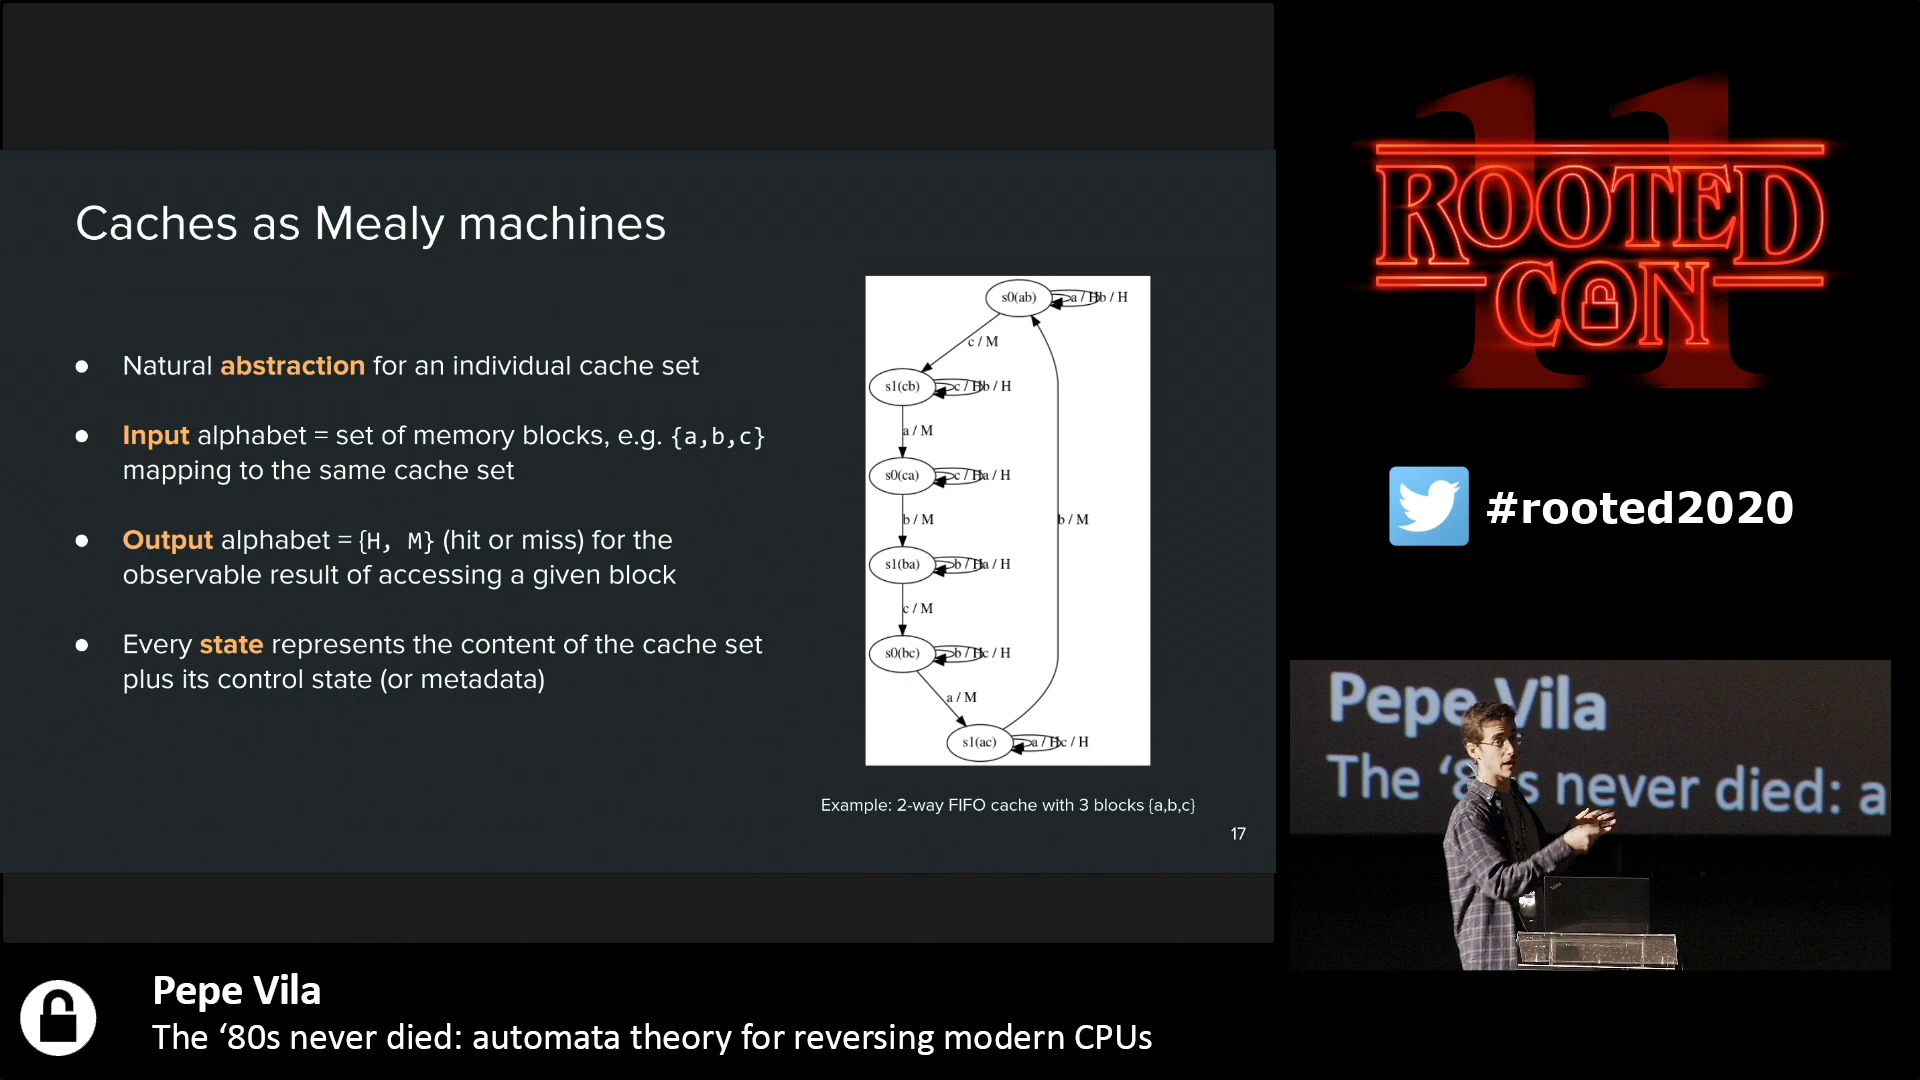 Caches as Mealy machines
● Natural abstraction for an individual cache set
● Input alphabet = set of memory blocks, e.g. {a,b,c}
mapping to the same cache set
● Output alphabet = {H, M} (hit or miss) for the
observable result of accessing a given block
● Every state represents the content of the cache set
plus its control state (or metadata)
s0(ab)
a / H
b / H
c / M
s1(cb)
c / H
b / H
a / M
s0(ca)
c / H
a / H
b / M
b / M
s1(ba)
b / H
a / H
c / M
s0(bc)
b / H
c / H
a / M
s1(ac)
a / H
c / H
Example: 2-way FIFO cache with 3 blocks {a,b,c}
17
11
ROOTED
CON
#rooted2020
Pepe Vila
The ‘80s never died: a
Pepe Vila
The ‘80s never died: automata theory for reversing modern CPUs